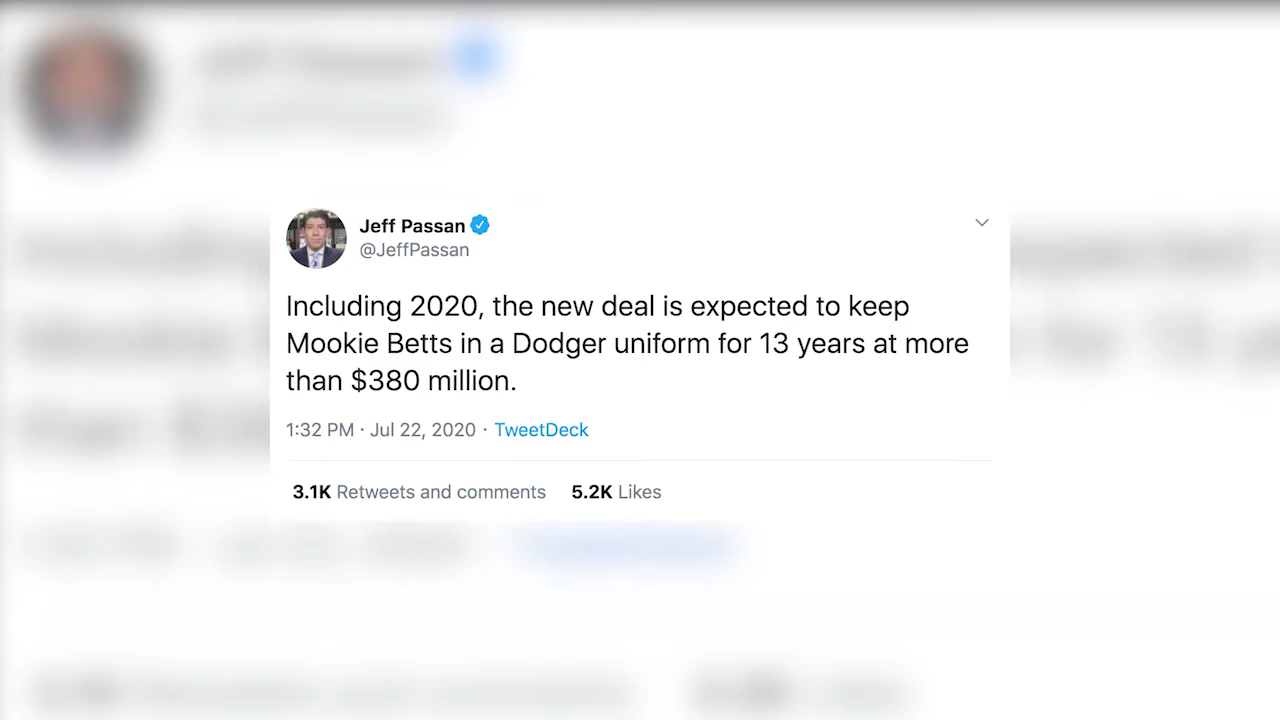 Jeff Passan
@JeffPassan
Including 2020, the new deal is expected to keep
Mookie Betts in a Dodger uniform for 13 years at more
than $380 million.
1:32 PM · Jul 22, 2020 · TweetDeck
3.1K Retweets and comments 5.2K Likes